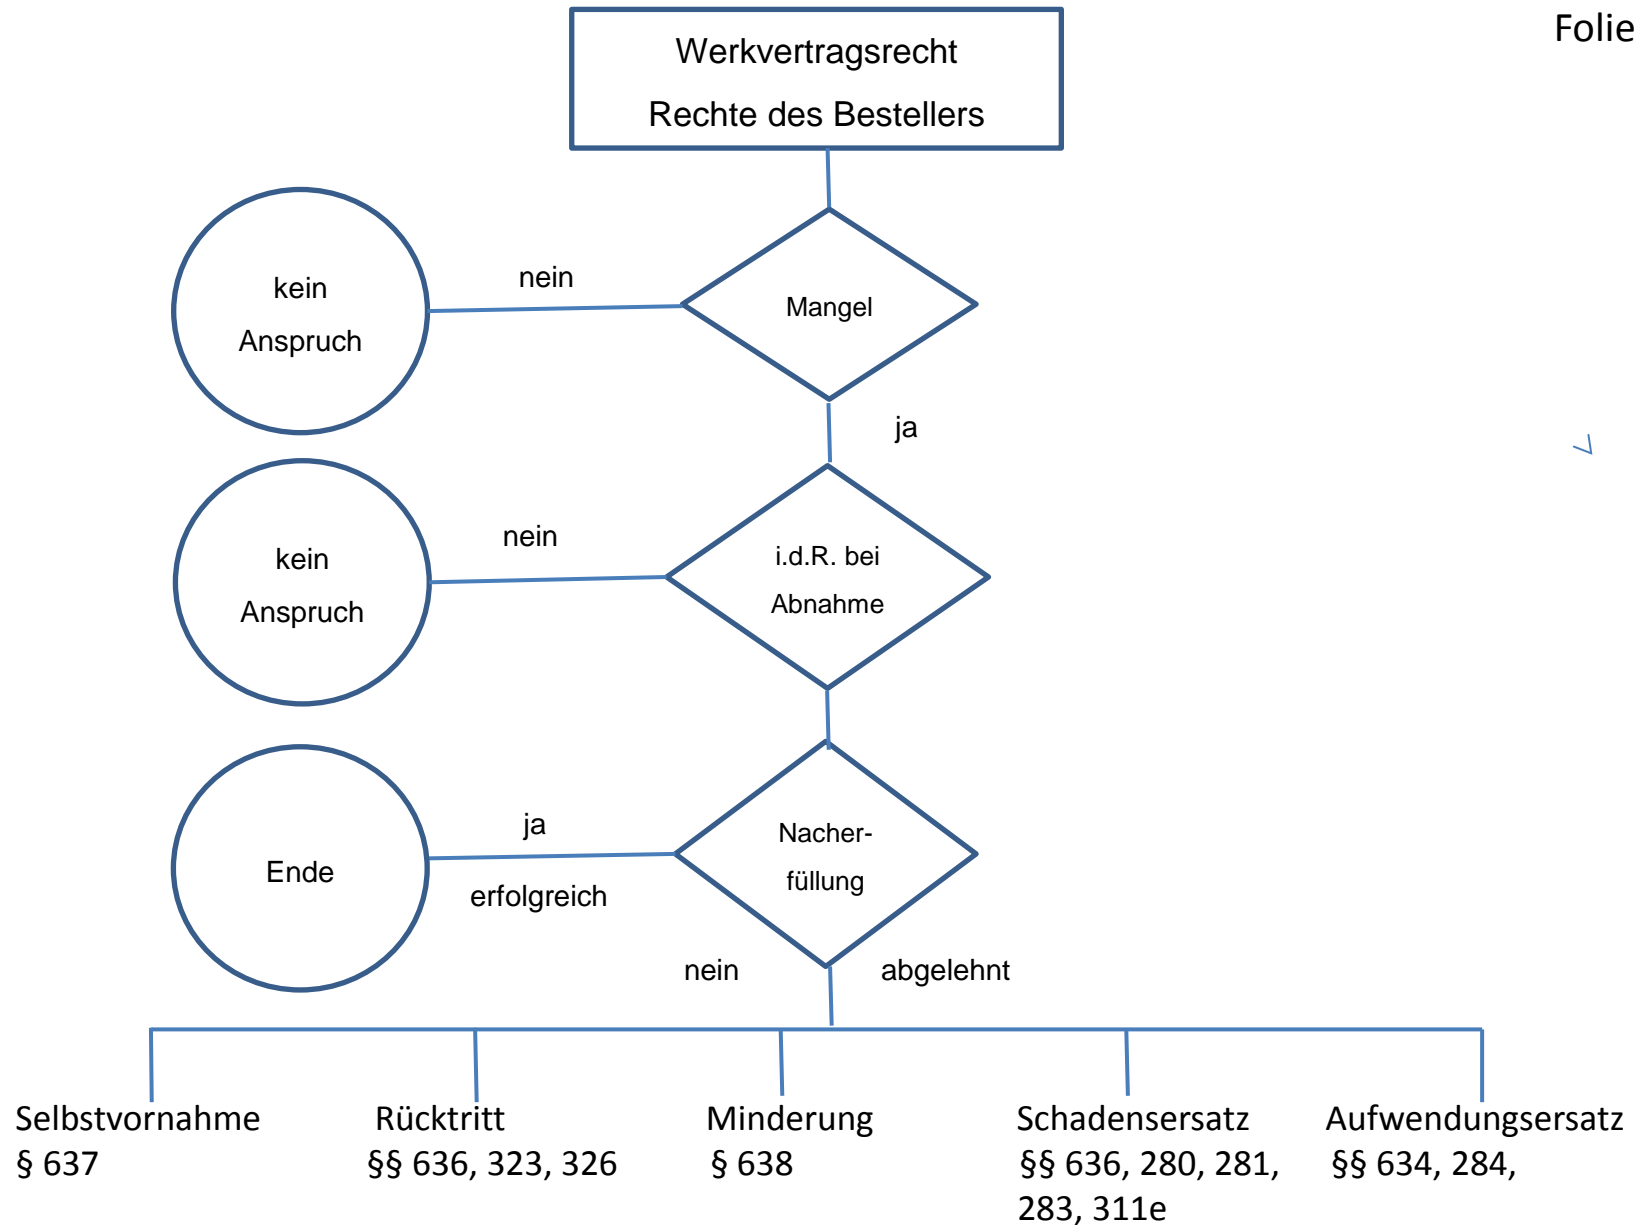 Folie
Werkvertragsrecht
Rechte des Bestellers
kein
Anspruch
nein
Mangel
ja
kein
Anspruch
nein
i.d.R. bei
Abnahme
Ende
ja
erfolgreich
Nacher-
füllung
nein
abgelehnt
Selbstvornahme
§ 637
Rücktritt
§§ 636, 323, 326
Minderung
§ 638
Schadensersatz
§§ 636, 280, 281,
283, 311e
Aufwendungsersatz
§§ 634, 284,